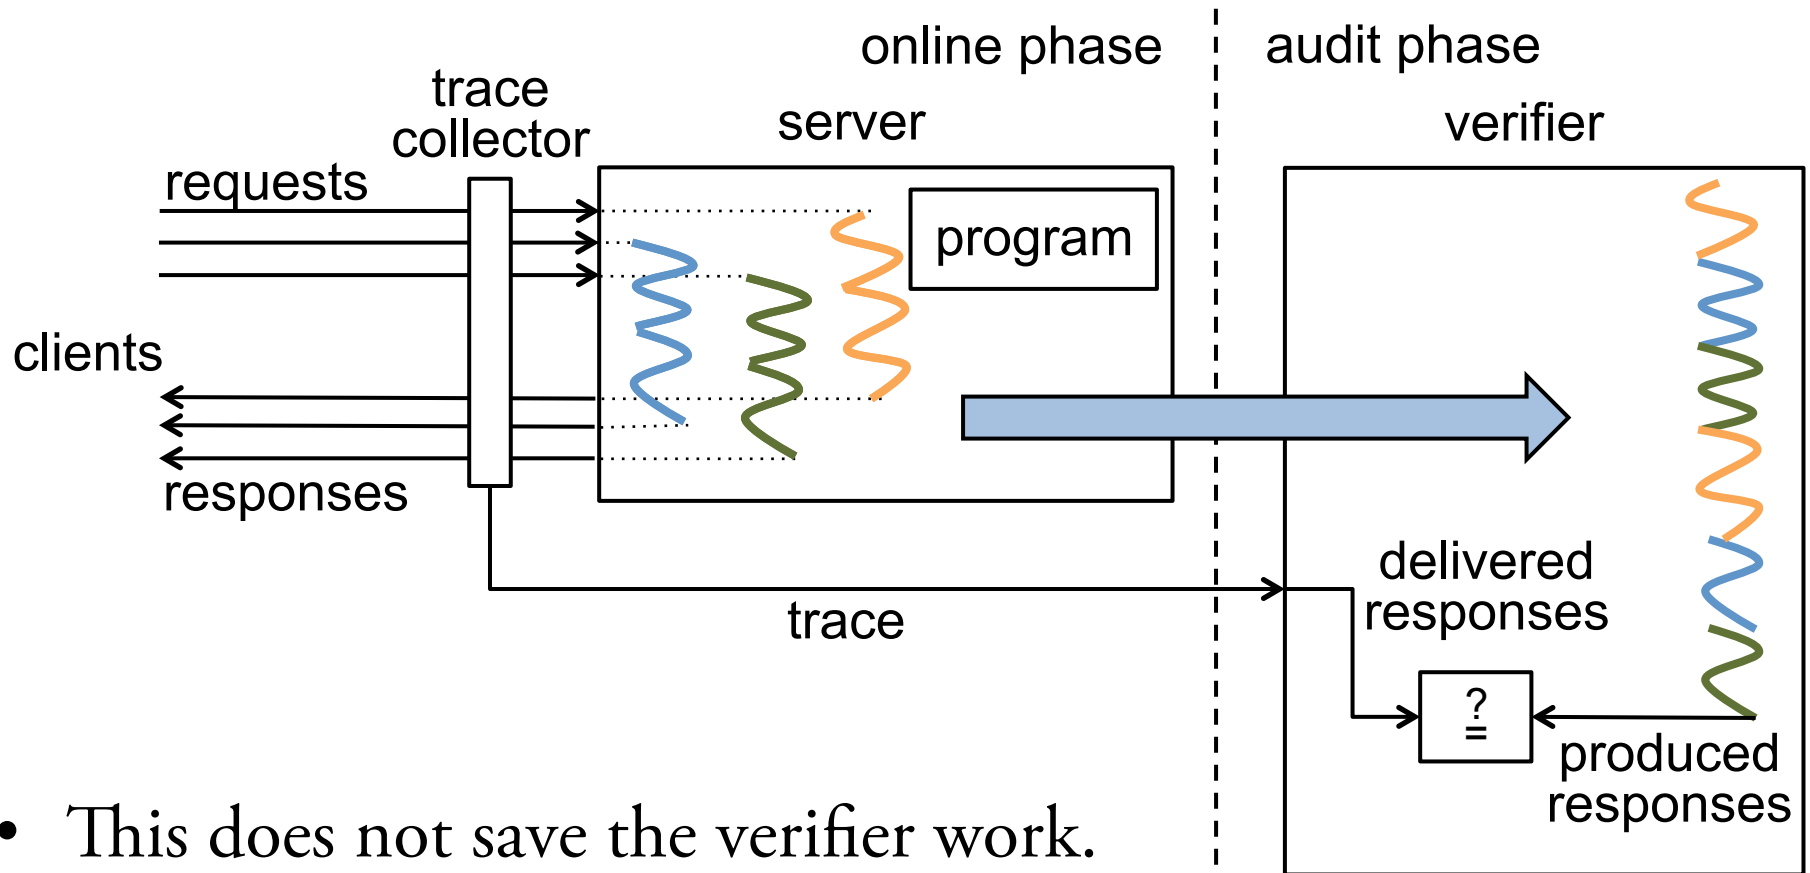 online phase
audit phase
trace
collector
server
verifier
requests
program
clients
responses
trace
delivered
responses
?
=
produced
responses
• This does not save the verifier work.